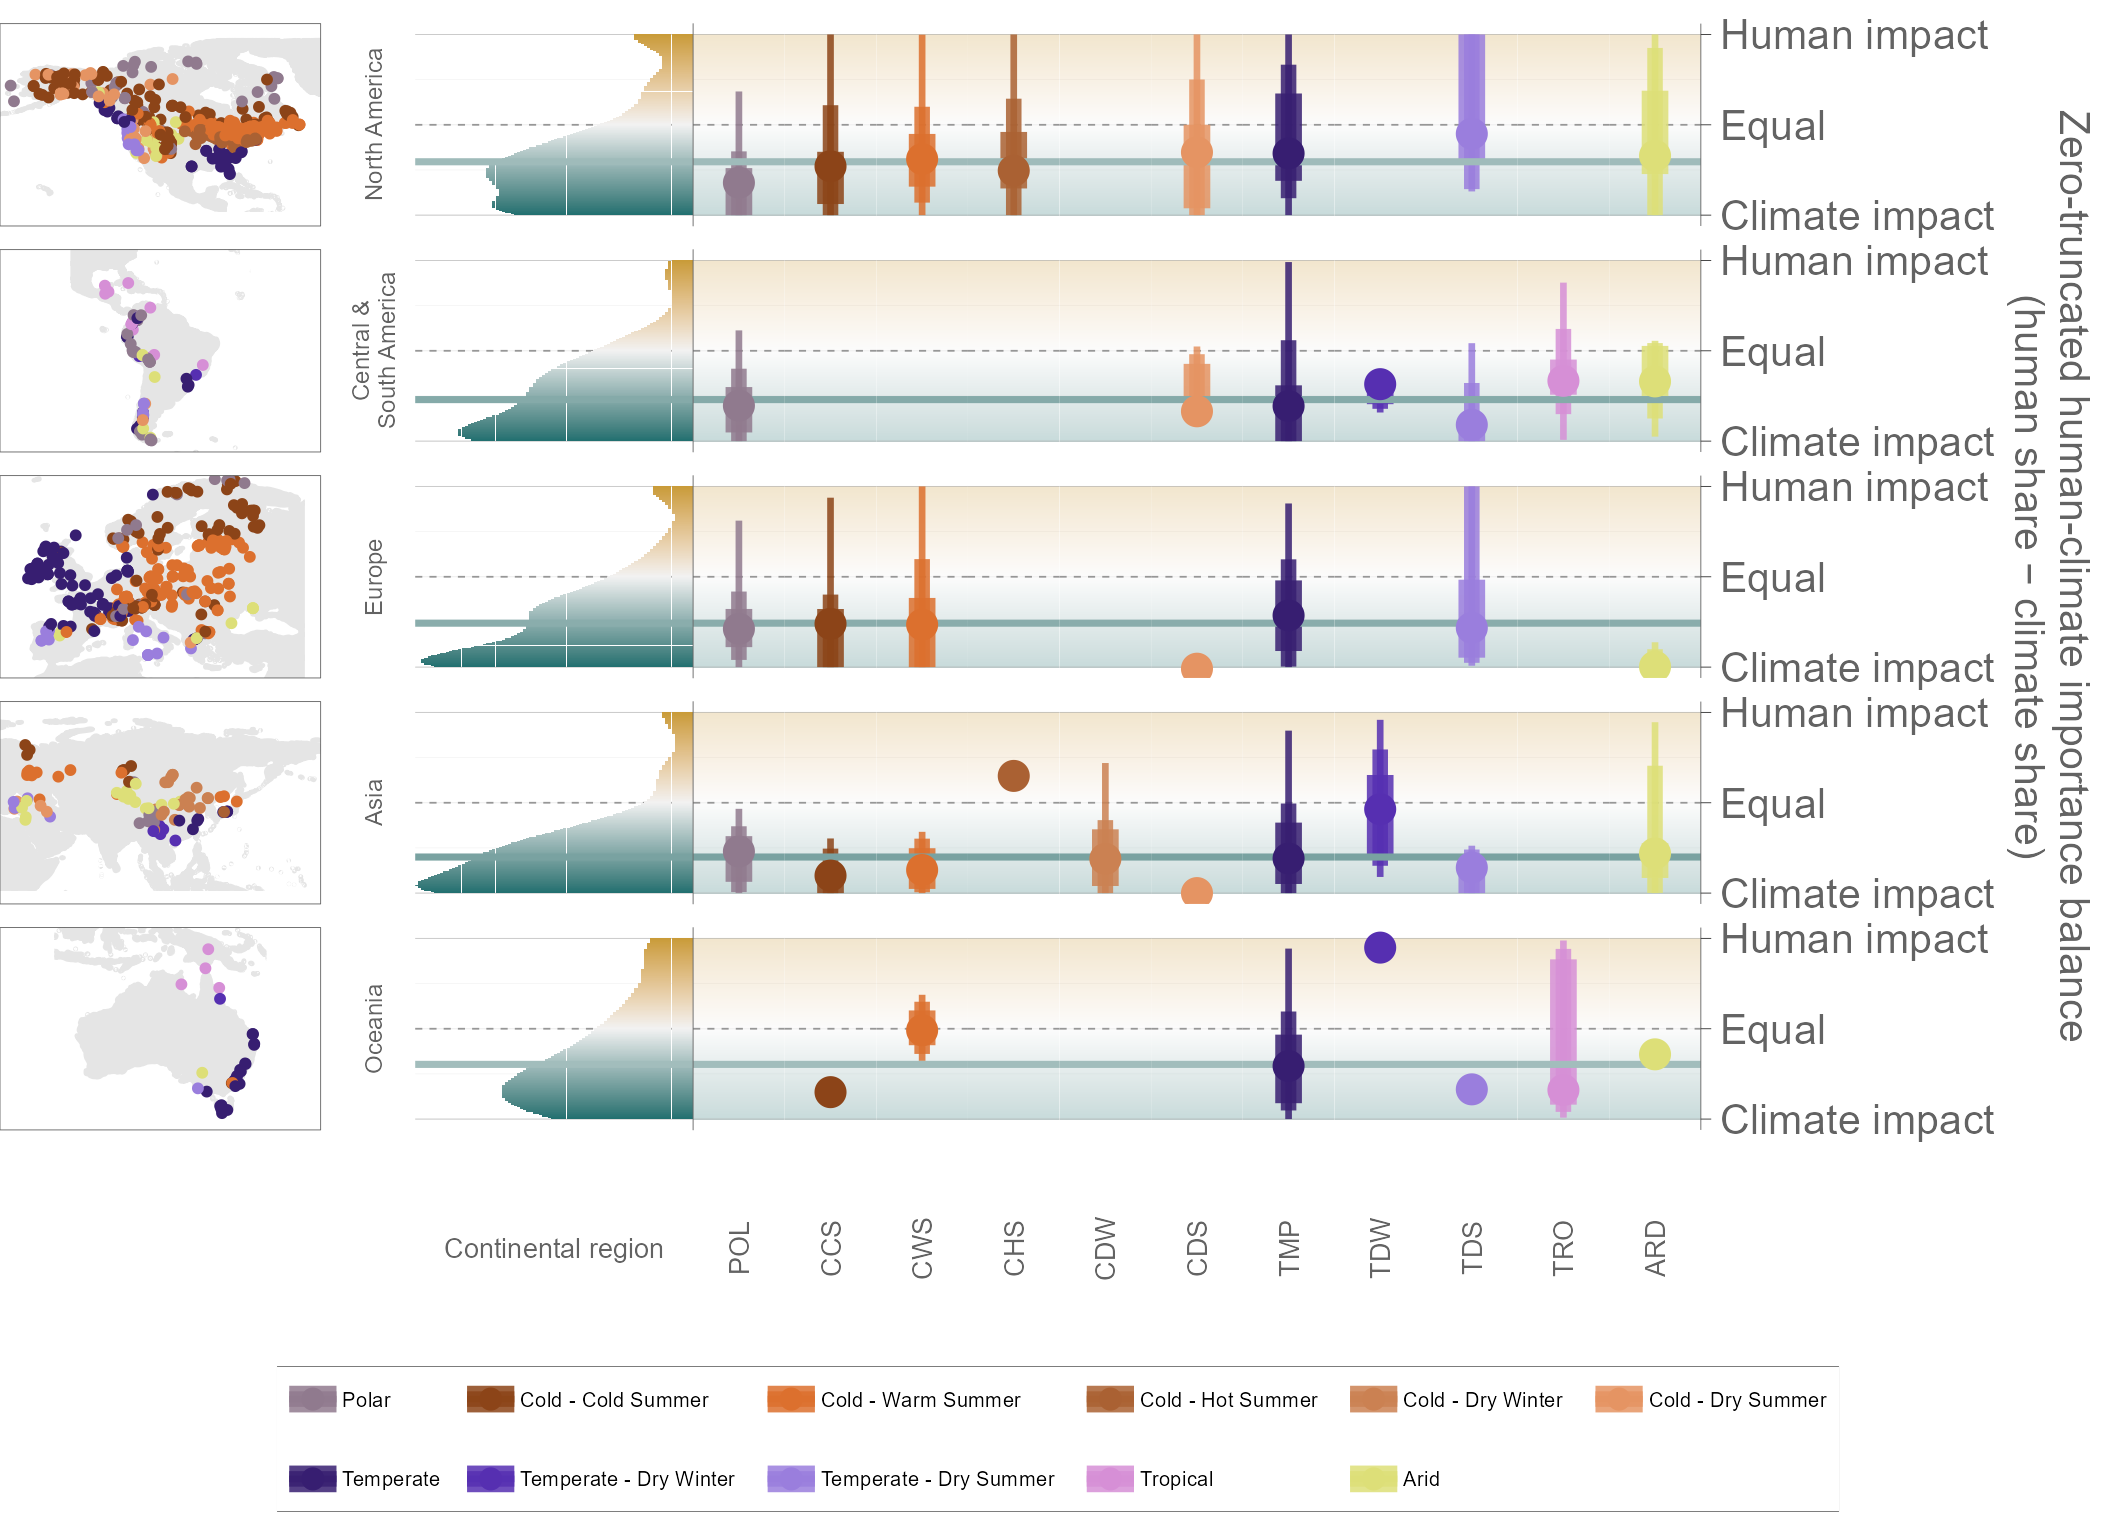 North America
Human impact
Equal
Climate impact
Central &
South America
Human impact
Equal
Climate impact
Europe
Human impact
Equal
Climate impact
Asia
Human impact
Equal
Climate impact
Oceania
Human impact
Equal
Climate impact
Zero-truncated human-climate importance balance
(human share – climate share)
Continental region
POL
CCS
CWS
CHS
CDW
CDS
TMP
TDW
TDS
TRO
ARD
Polar
Cold - Cold Summer
Cold - Warm Summer
Cold - Hot Summer
Cold - Dry Winter
Cold - Dry Summer
Temperate
Temperate - Dry Winter
Temperate - Dry Summer
Tropical
Arid